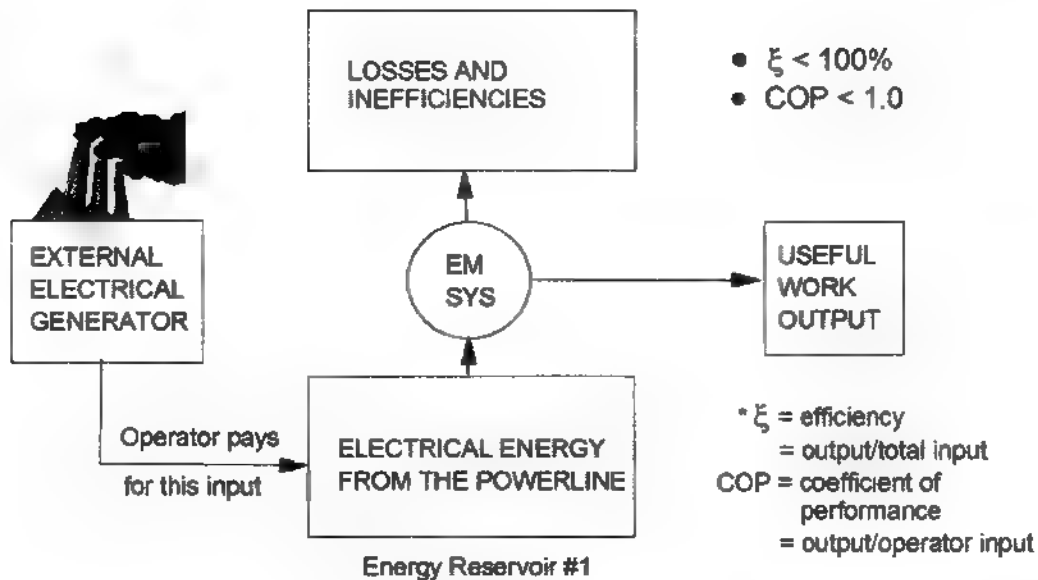 LOSSES AND
INEFFICIENCIES
• ξ < 100%
• COP < 1.0
EXTERNAL
ELECTRICAL
GENERATOR
EM
SYS
USEFUL
WORK
OUTPUT
Operator pays
for this input
ELECTRICAL ENERGY
FROM THE POWERLINE
Energy Reservoir #1
* ξ = efficiency
= output/total input
COP = coefficient of
performance
= output/operator input